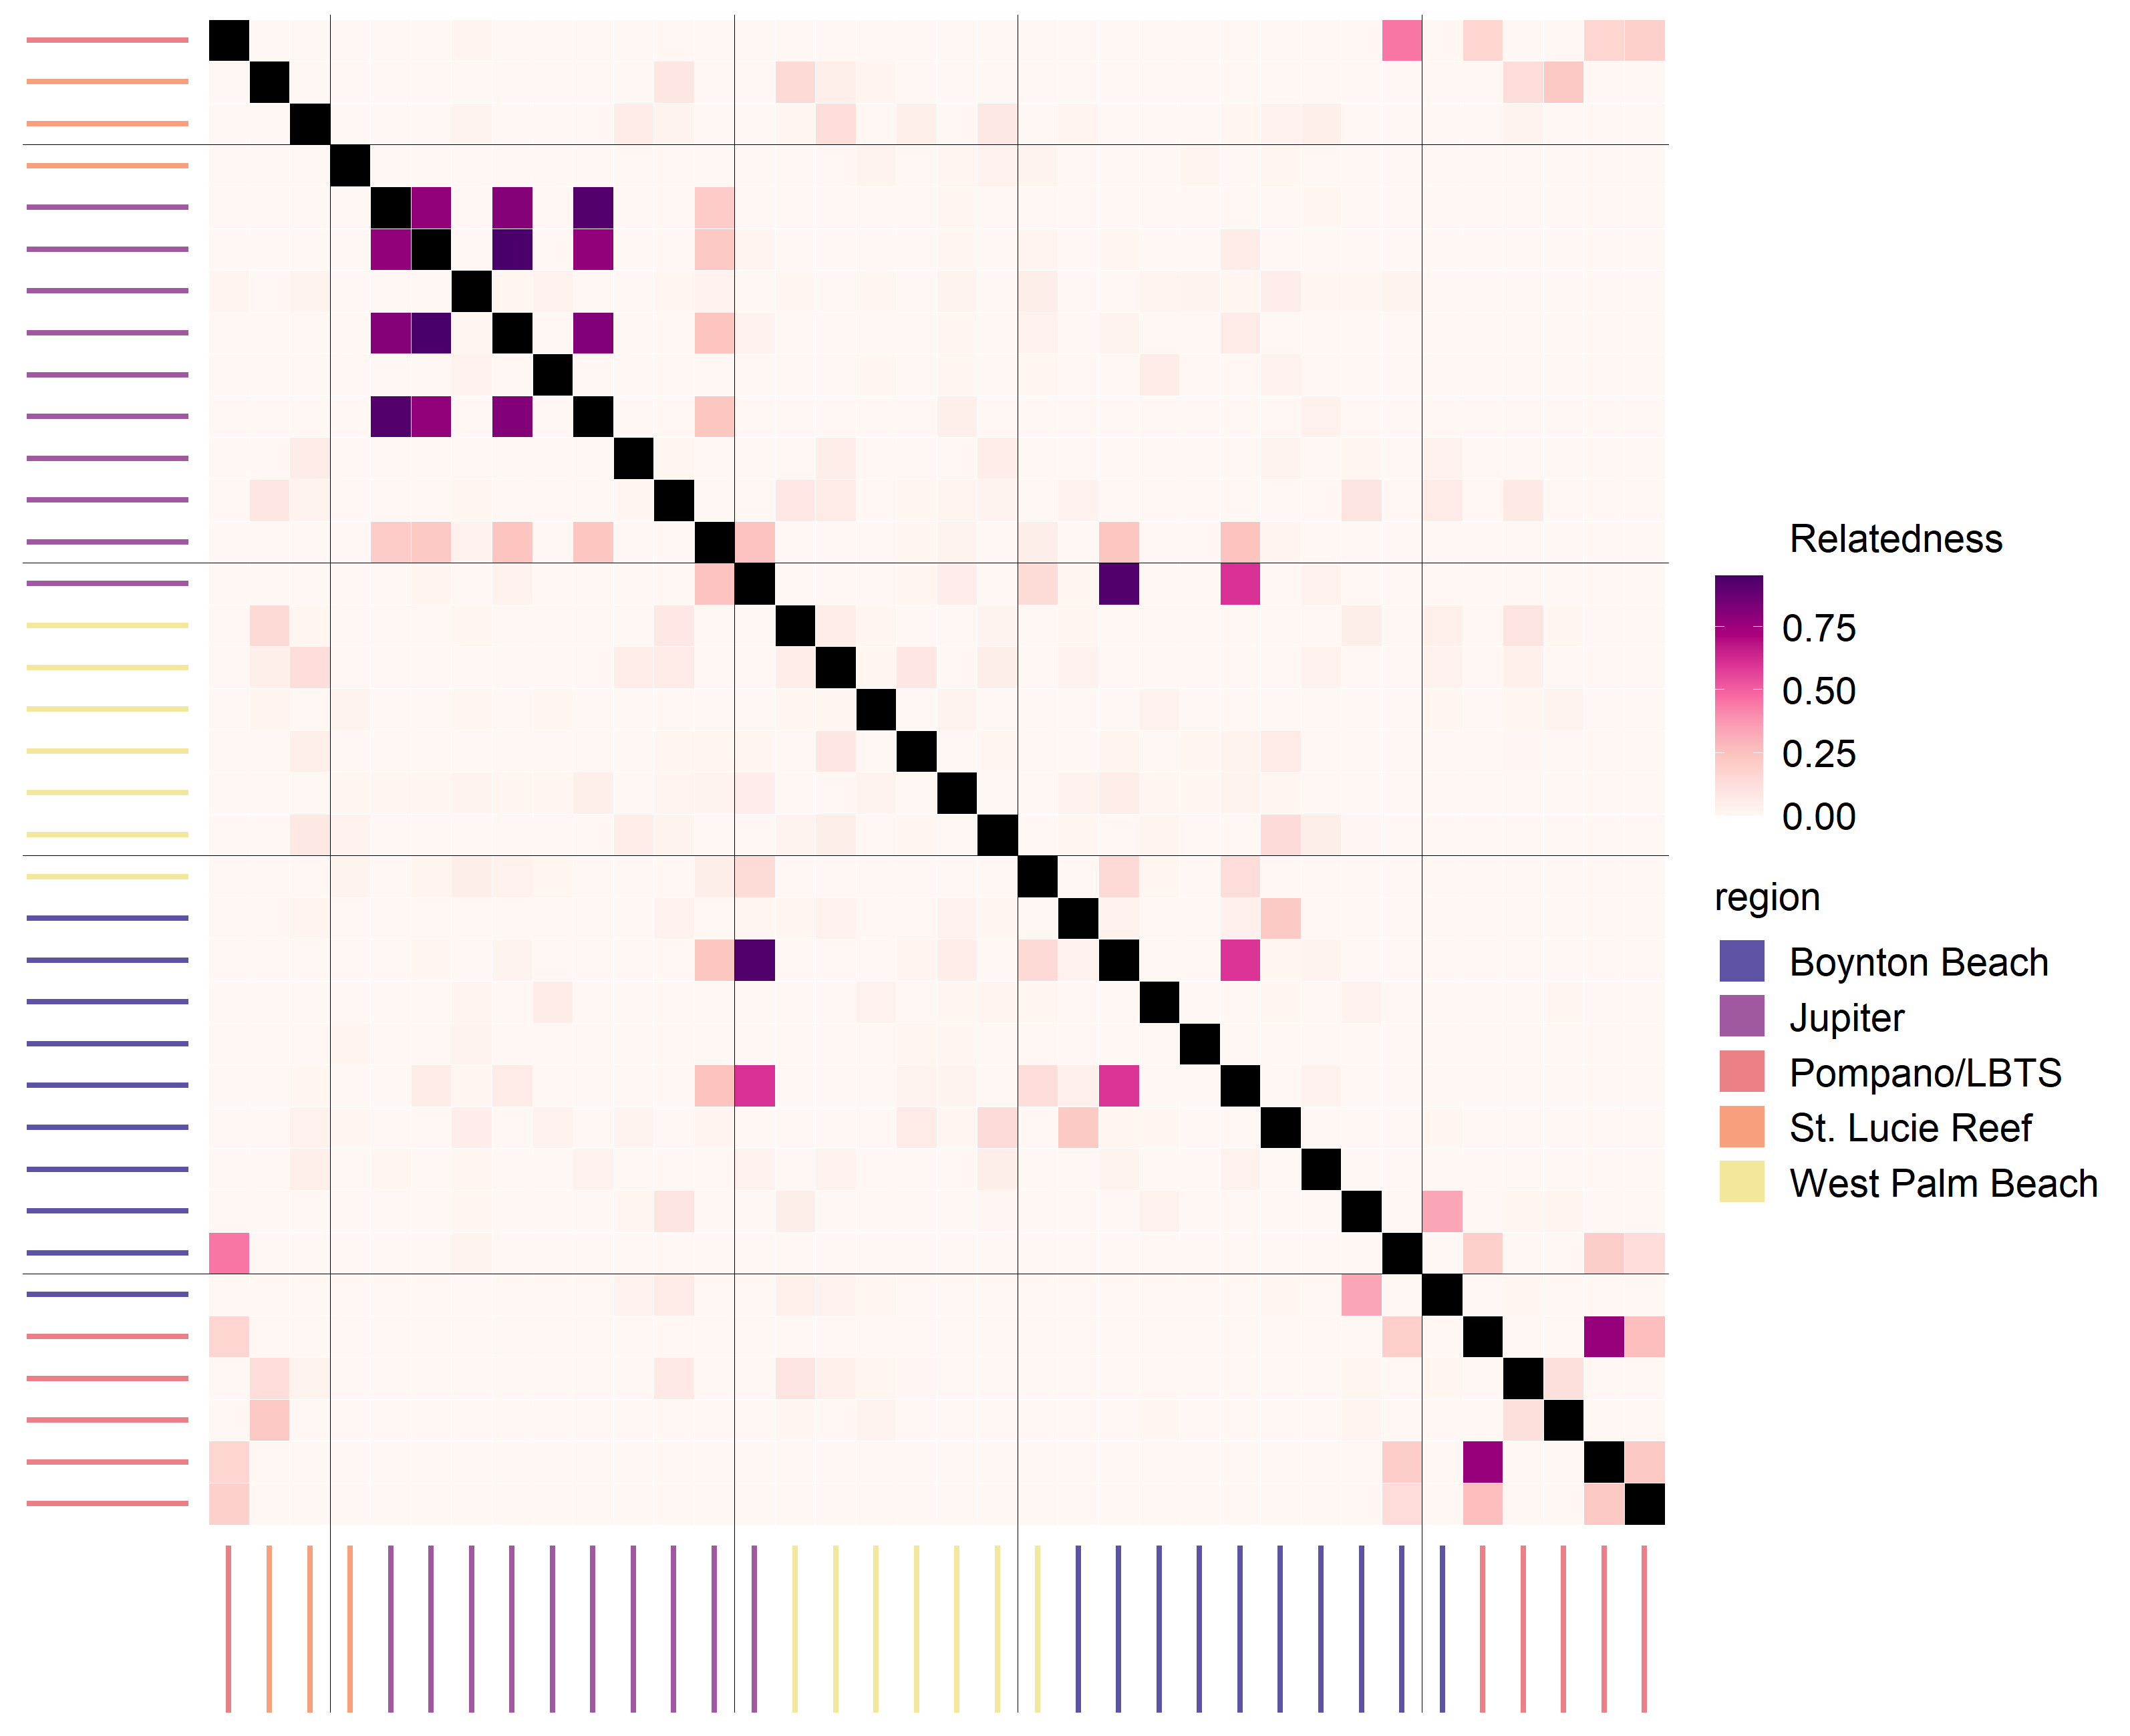 Relatedness
0.75
0.50
0.25
0.00
region
Boynton Beach
Jupiter
Pompano/LBTS
St. Lucie Reef
West Palm Beach